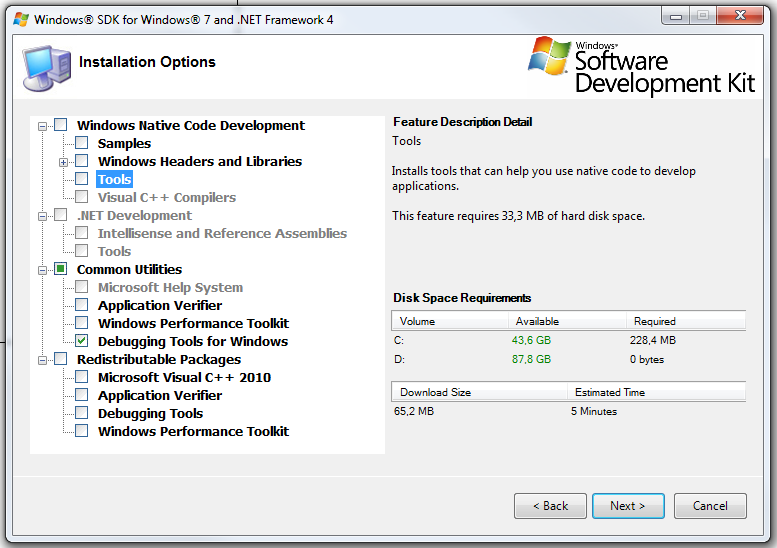 Windows® SDK for Windows® 7 and .NET Framework 4
Installation Options
Windows®
Software
Development Kit
Windows Native Code Development
Samples
Windows Headers and Libraries
Tools
Visual C++ Compilers
.NET Development
Intellisense and Reference Assemblies
Tools
Common Utilities
Microsoft Help System
Application Verifier
Windows Performance Toolkit
Debugging Tools for Windows
Redistributable Packages
Microsoft Visual C++ 2010
Application Verifier
Debugging Tools
Windows Performance Toolkit
Feature Description Detail
Tools
Installs tools that can help you use native code to develop
applications.
This feature requires 33,3 MB of hard disk space.
Disk Space Requirements
Volume Available Required
C: 43,6 GB 228,4 MB
D: 87,8 GB 0 bytes
Download Size Estimated Time
65,2 MB 5 Minutes
< Back Next > Cancel